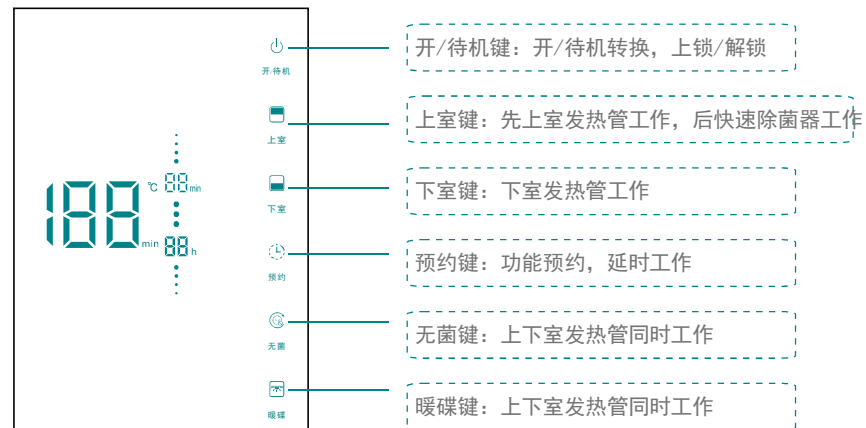 开/待机
开/待机键：开/待机转换，上锁/解锁
上室
上室键：先上室发热管工作，后快速除菌器工作
188
℃
88
min
下室
下室键：下室发热管工作
min
88
h
预约
预约键：功能预约，延时工作
无菌
无菌键：上下室发热管同时工作
暖碟
暖碟键：上下室发热管同时工作